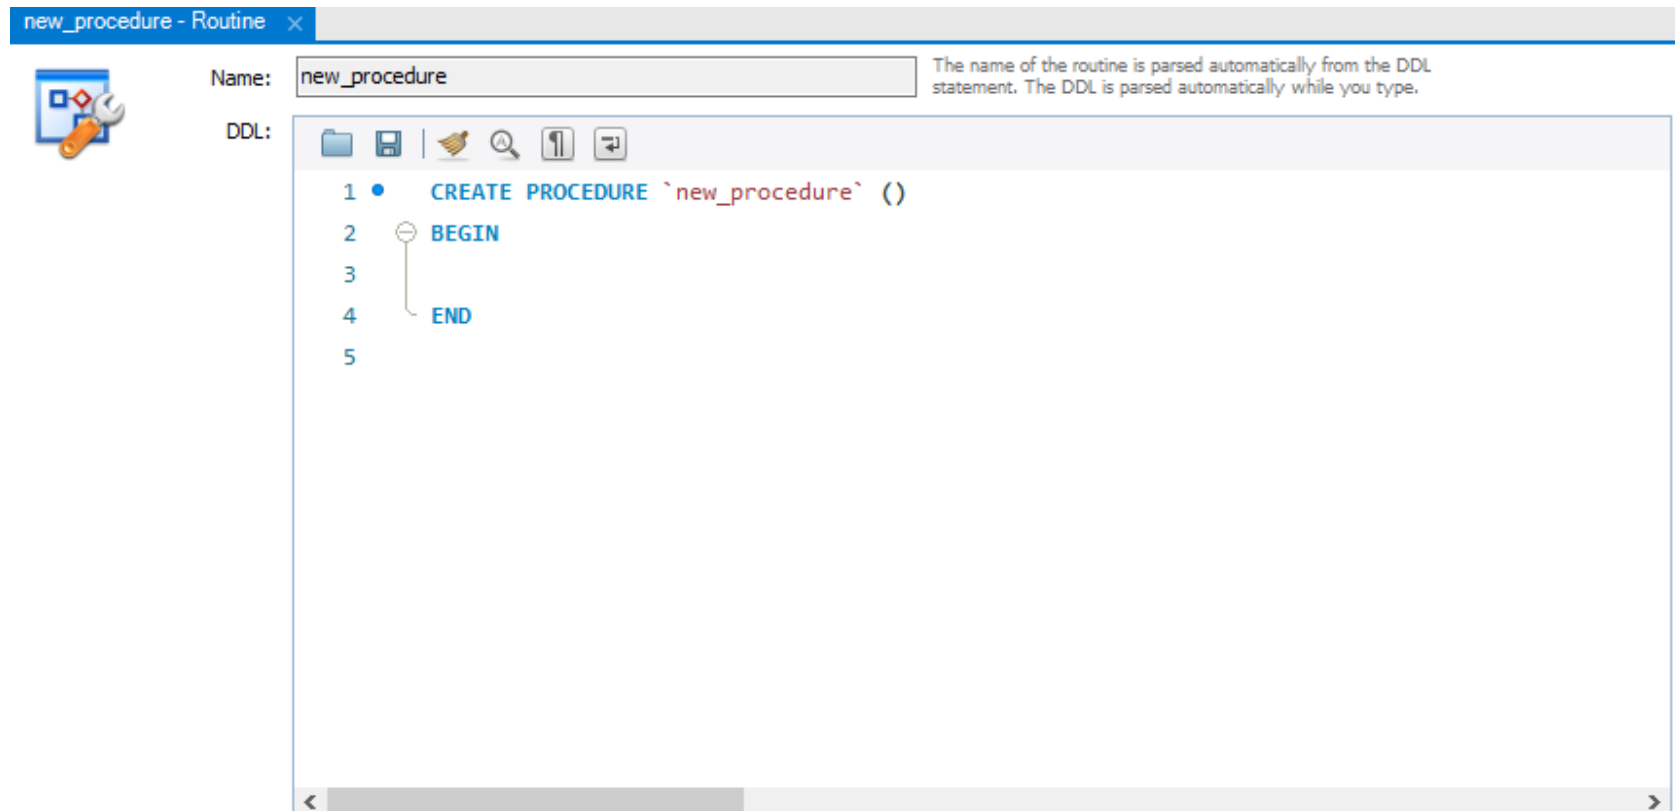 new_procedure - Routine
Name:
new_procedure
The name of the routine is parsed automatically from the DDL
statement. The DDL is parsed automatically while you type.
DDL:
1 CREATE PROCEDURE `new_procedure` ()
2 BEGIN
3
4 END
5